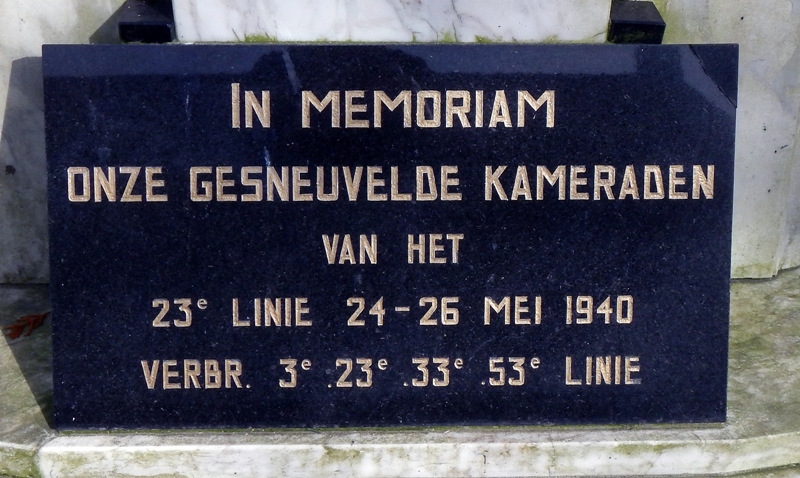 IN MEMORIAM
ONZE GESNEUVELDE KAMERADEN
VAN HET
23e LINIE 24-26 MEI 1940
VERBR. 3e .23e .33e .53e LINIE